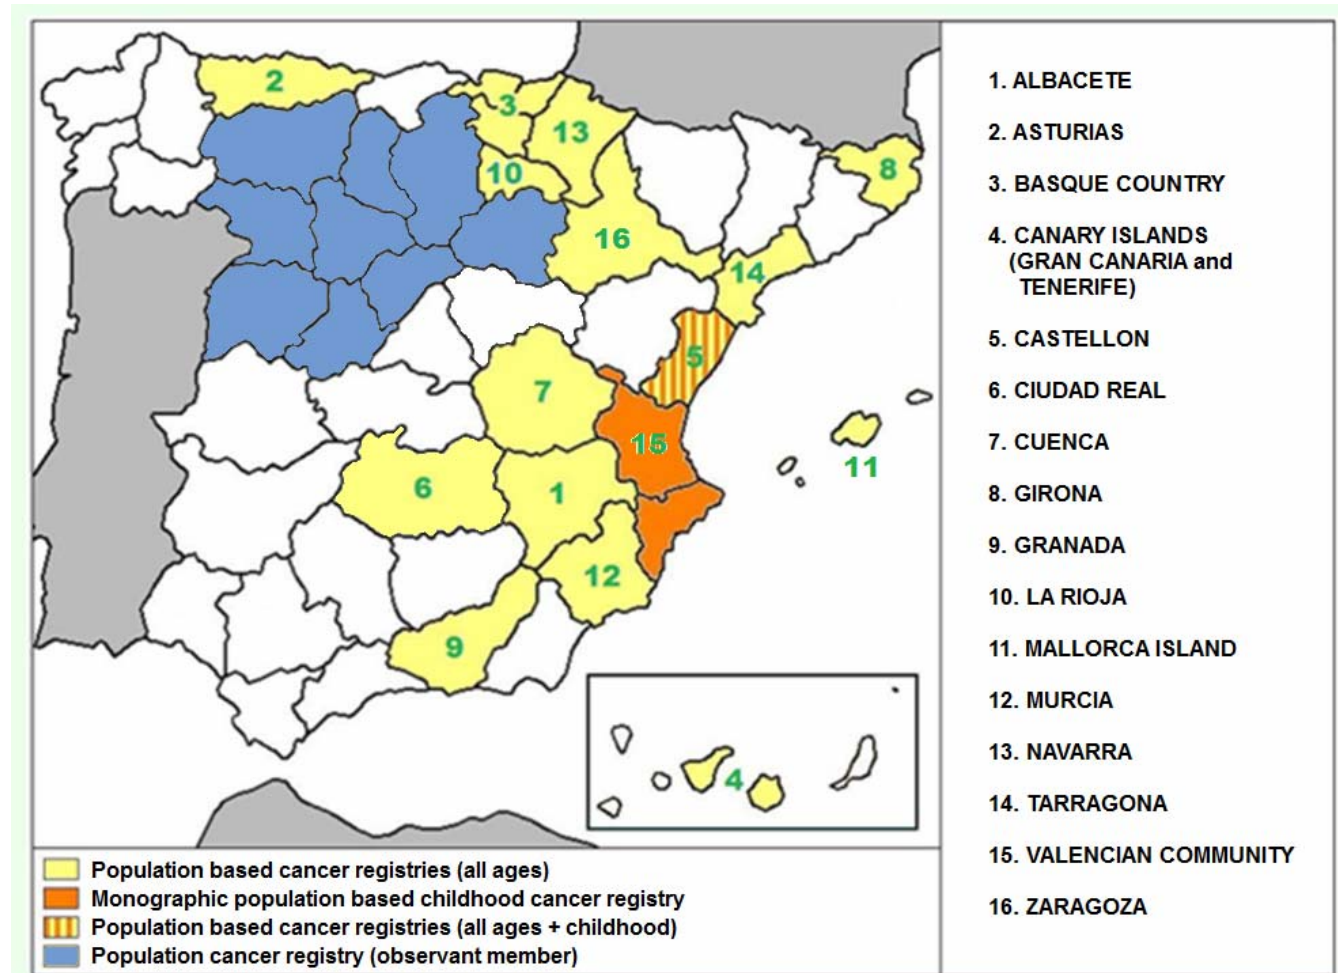 2
3
13
8
10
16
14
5
7
15
11
6
1
12
9
4
1. ALBACETE
2. ASTURIAS
3. BASQUE COUNTRY
4. CANARY ISLANDS
(GRAN CANARIA and
TENERIFE)
5. CASTELLON
6. CIUDAD REAL
7. CUENCA
8. GIRONA
9. GRANADA
10. LA RIOJA
11. MALLORCA ISLAND
12. MURCIA
13. NAVARRA
14. TARRAGONA
15. VALENCIAN COMMUNITY
16. ZARAGOZA
Population based cancer registries (all ages)
Monographic population based childhood cancer registry
Population based cancer registries (all ages + childhood)
Population cancer registry (observant member)